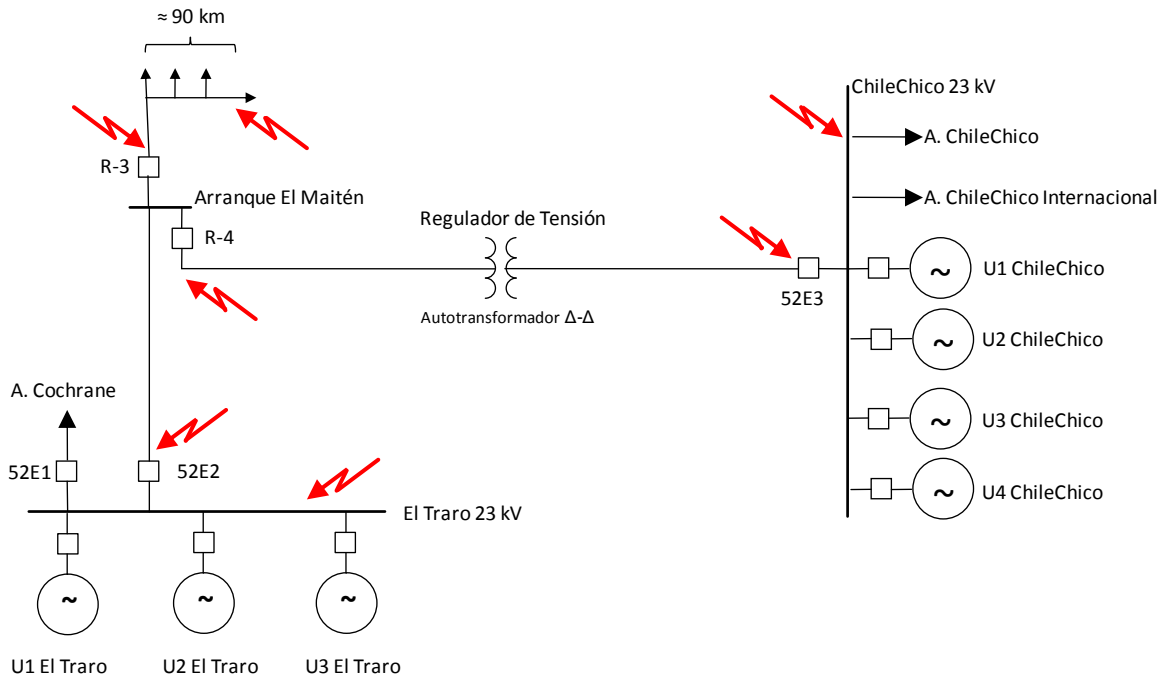 ≈ 90 km
R-3
Arranque El Maitén
R-4
Regulador de Tensión
Autotransformador Δ-Δ
ChileChico 23 kV
A. ChileChico
A. ChileChico Internacional
52E3
~
U1 ChileChico
~
U2 ChileChico
~
U3 ChileChico
~
U4 ChileChico
A. Cochrane
52E1
52E2
El Traro 23 kV
~
~
~
U1 El Traro
U2 El Traro
U3 El Traro